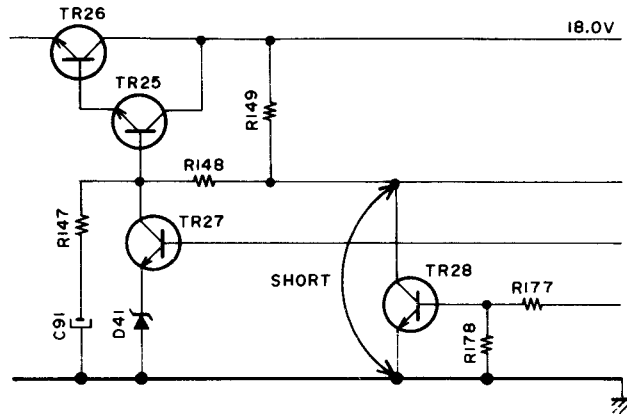 TR26
18.0V
TR25
R149
R148
R147
TR27
SHORT
TR28
R177
C91
D41
R178